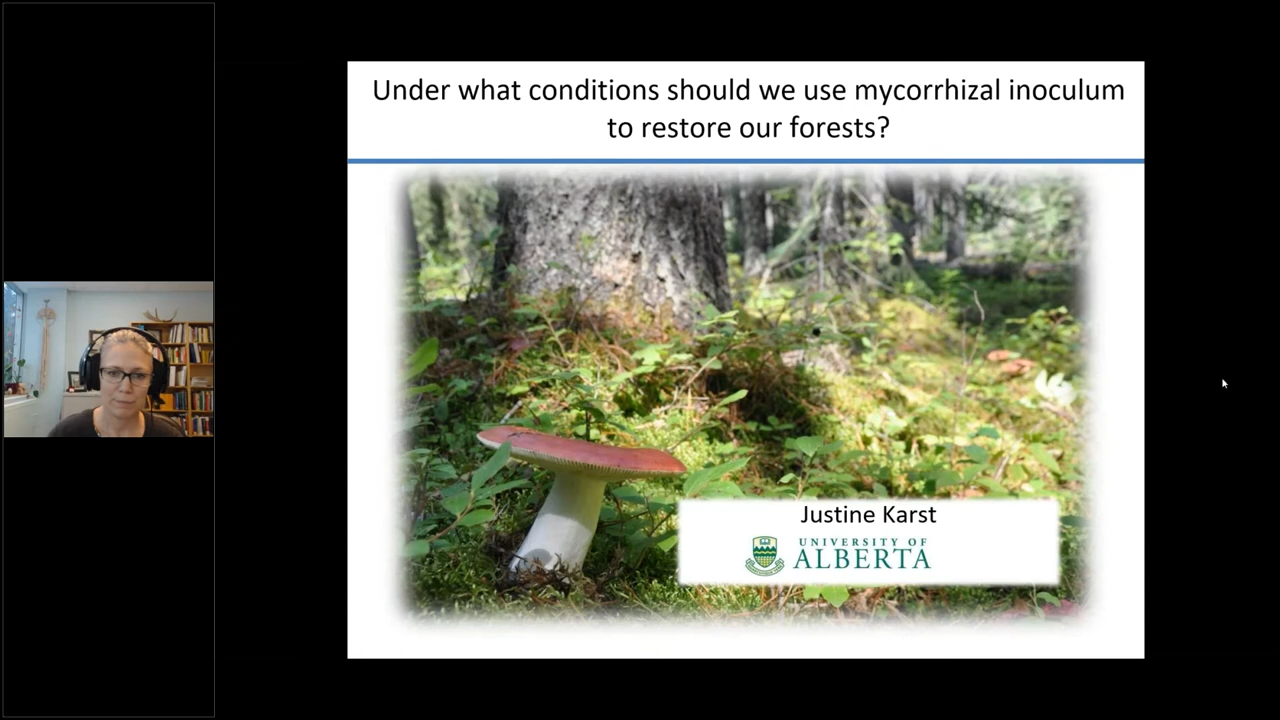 Under what conditions should we use mycorrhizal inoculum
to restore our forests?
Justine Karst
UNIVERSITY OF
ALBERTA